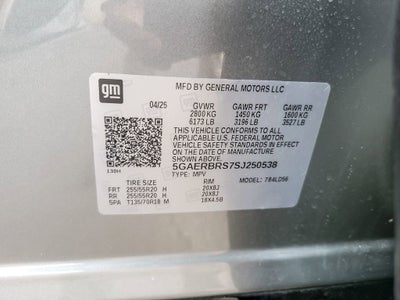 gm
MFD BY GENERAL MOTORS LLC
04/25 GVWR GAWR FRT GAWR RR
2800 KG 1450 KG 1600 KG
6173 LB 3196 LB 3527 LB
THIS VEHICLE CONFORMS TO ALL
APPLICABLE U.S. FEDERAL MOTOR
VEHICLE SAFETY STANDARDS IN EFFECT
ON THE DATE OF MANUFACTURE
SHOWN ABOVE.
5GAERBRS7SJ250538
TYPE: MPV MODEL: 784LD56
TIRE SIZE RIM
FRT 255/55R20 H 20X8J
RR 255/55R20 H 20X8J
SPA T135/70R18 M 18X4.5B